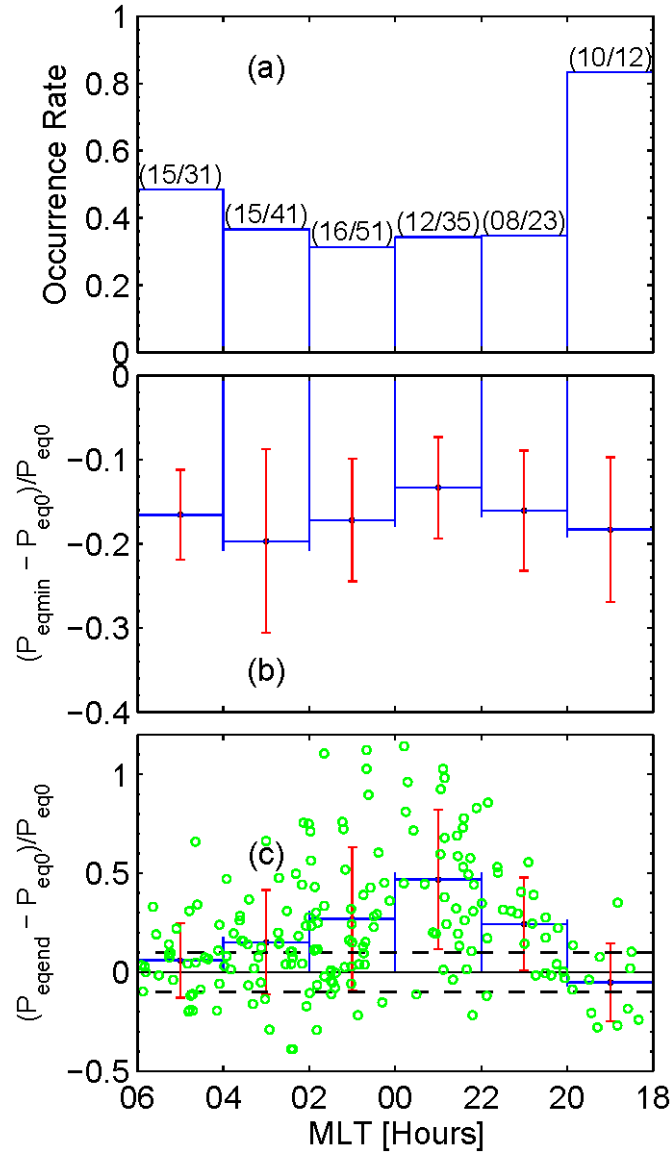 1
(a)
(10/12)
0.8
Occurrence Rate
0.6
(15/31)
(15/41)
(16/51)
(12/35)
(08/23)
0.4
0.2
0
0
−0.1
−0.2
−0.3
−0.4
(P_eqmin − P_eq0)/P_eq0
(b)
1
0.5
0
−0.5
(P_eqend − P_eq0)/P_eq0
(c)
06 04 02 00 22 20 18
MLT [Hours]